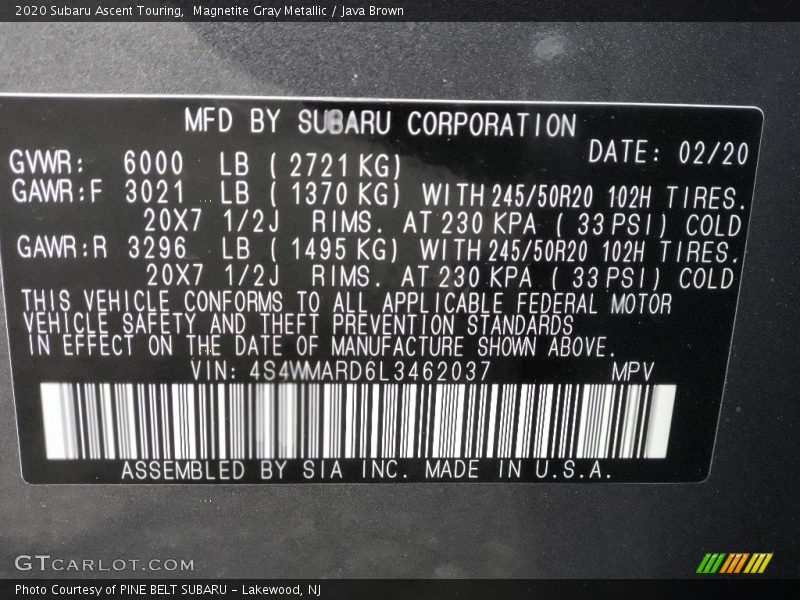 2020 Subaru Ascent Touring,  Magnetite Gray Metallic / Java Brown
MFD BY SUBARU CORPORATION
DATE: 02/20
GVWR: 6000 LB ( 2721 KG)
GAWR:F 3021 LB ( 1370 KG) WITH 245/50R20 102H TIRES.
20X7 1/2J RIMS. AT 230 KPA ( 33 PSI) COLD
GAWR:R 3296 LB ( 1495 KG) WITH 245/50R20 102H TIRES.
20X7 1/2J RIMS. AT 230 KPA ( 33 PSI) COLD
THIS VEHICLE CONFORMS TO ALL APPLICABLE FEDERAL MOTOR
VEHICLE SAFETY AND THEFT PREVENTION STANDARDS
IN EFFECT ON THE DATE OF MANUFACTURE SHOWN ABOVE.
VIN: 4S4WMARD6L3462037 MPV
ASSEMBLED BY SIA INC. MADE IN U.S.A.
GTCARLOT.COM
Photo Courtesy of PINE BELT SUBARU - Lakewood, NJ